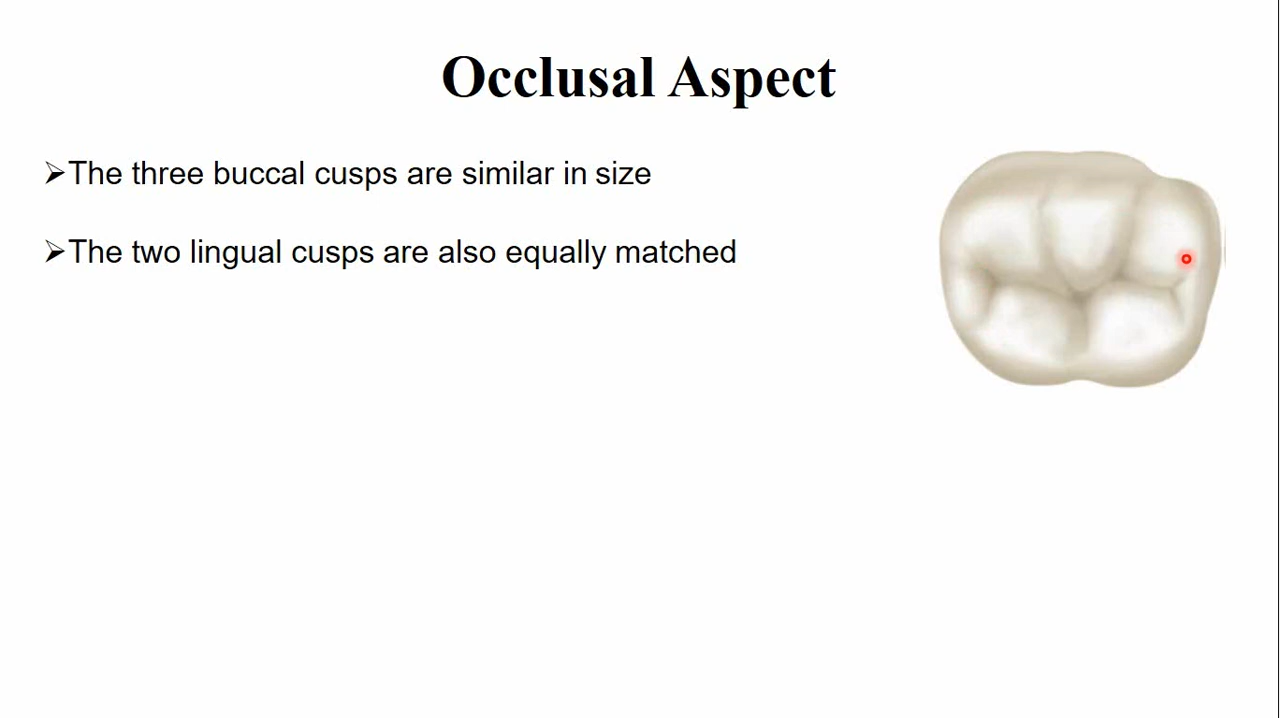 Occlusal Aspect
➢The three buccal cusps are similar in size
➢The two lingual cusps are also equally matched